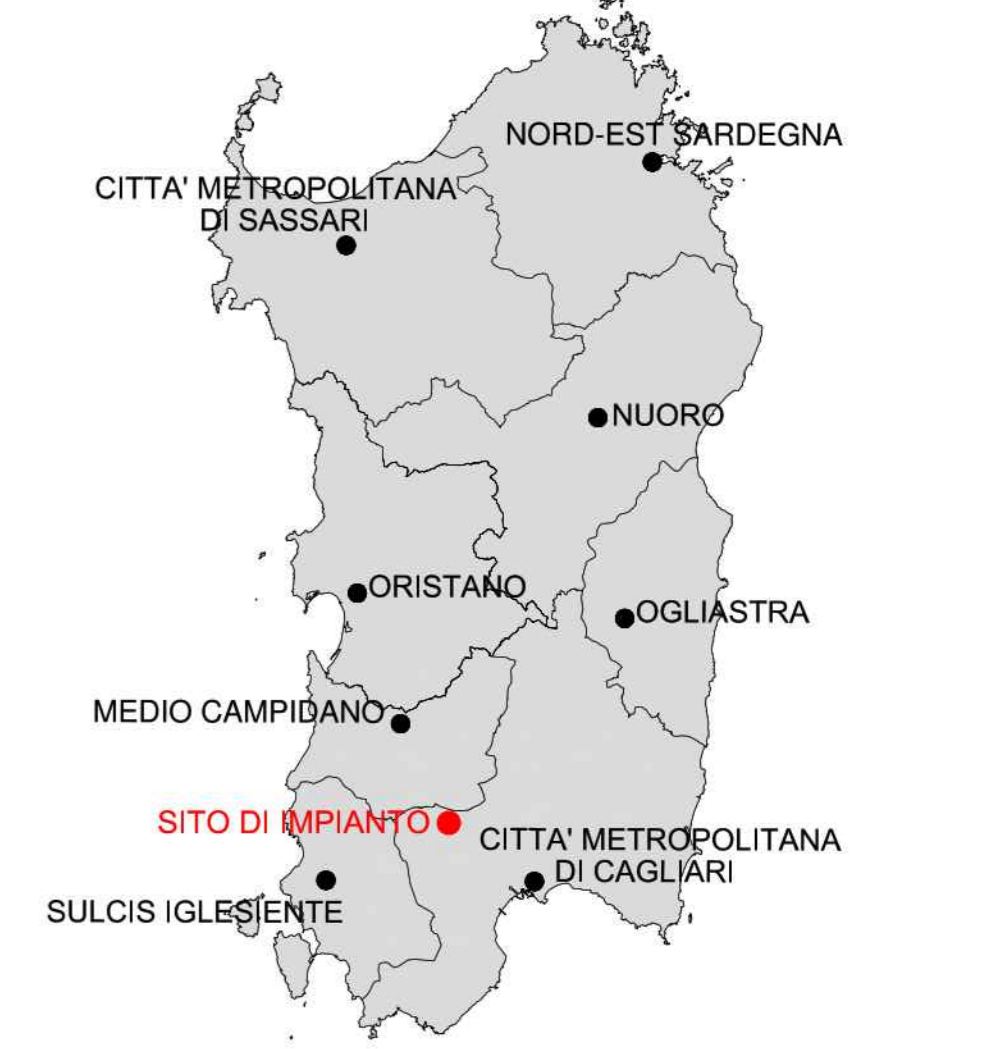 NORD-EST SARDEGNA
CITTA' METROPOLITANA
DI SASSARI
NUORO
ORISTANO
OGLIASTRA
MEDIO CAMPIDANO
SITO DI IMPIANTO
CITTA' METROPOLITANA
DI CAGLIARI
SULCIS IGLESIENTE